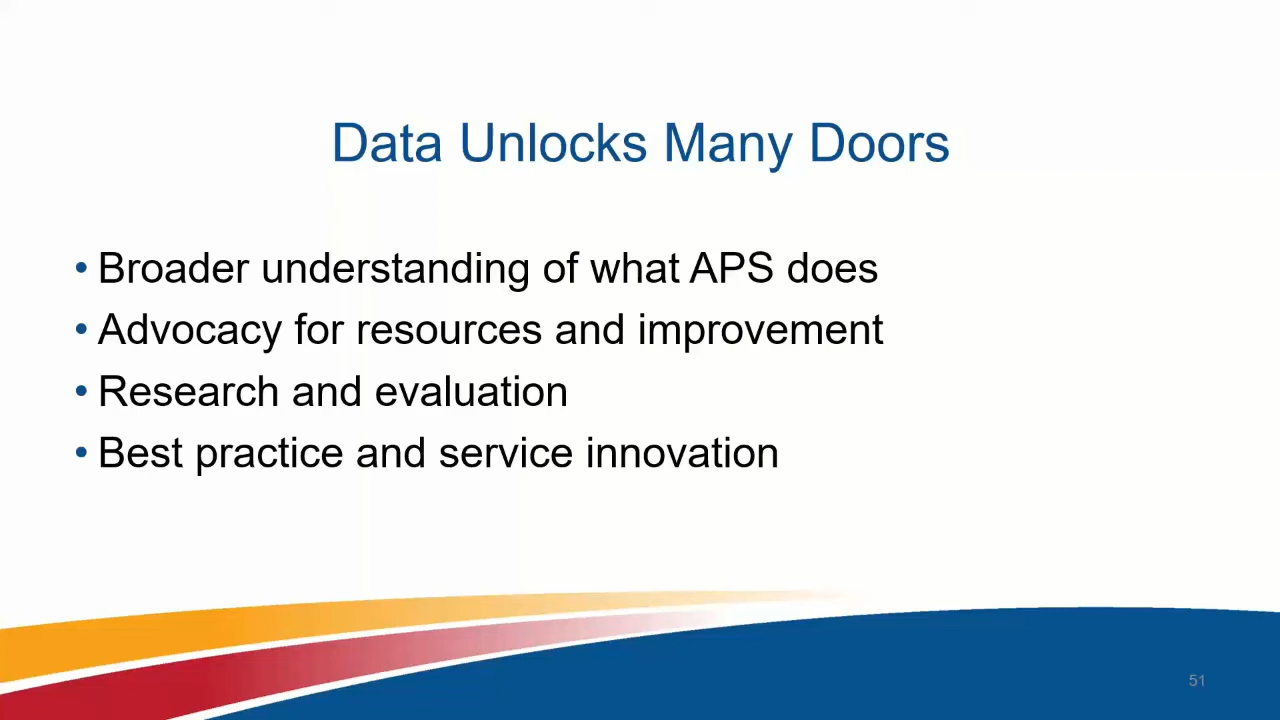 Data Unlocks Many Doors
• Broader understanding of what APS does
• Advocacy for resources and improvement
• Research and evaluation
• Best practice and service innovation
51